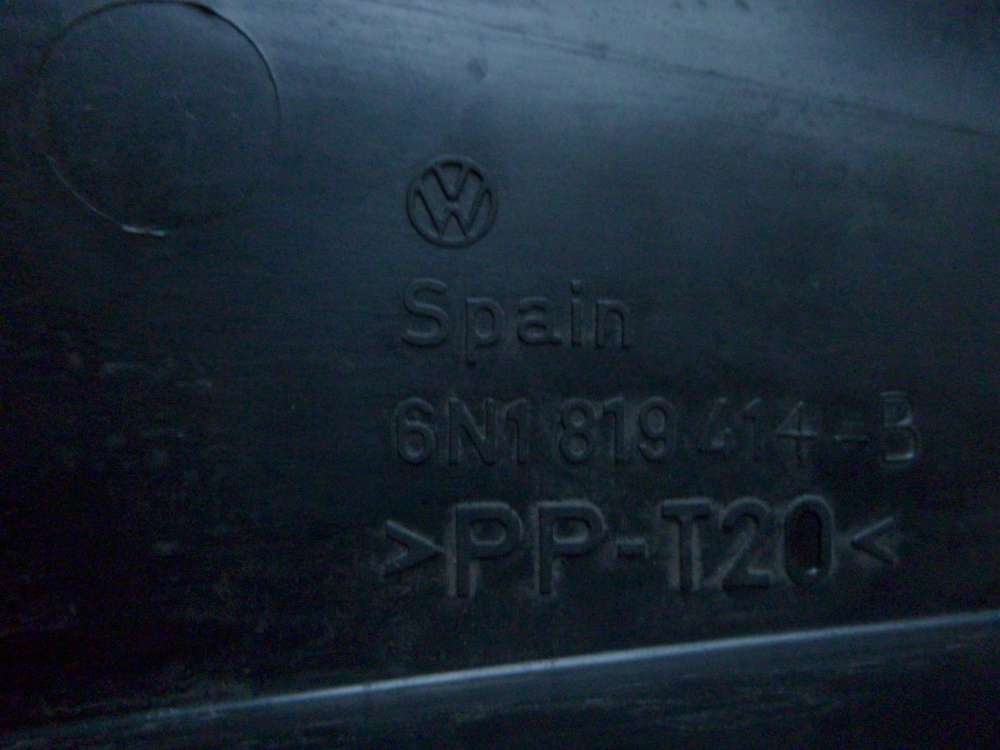 Spain
6N1 819 414-B
>PP-T20<